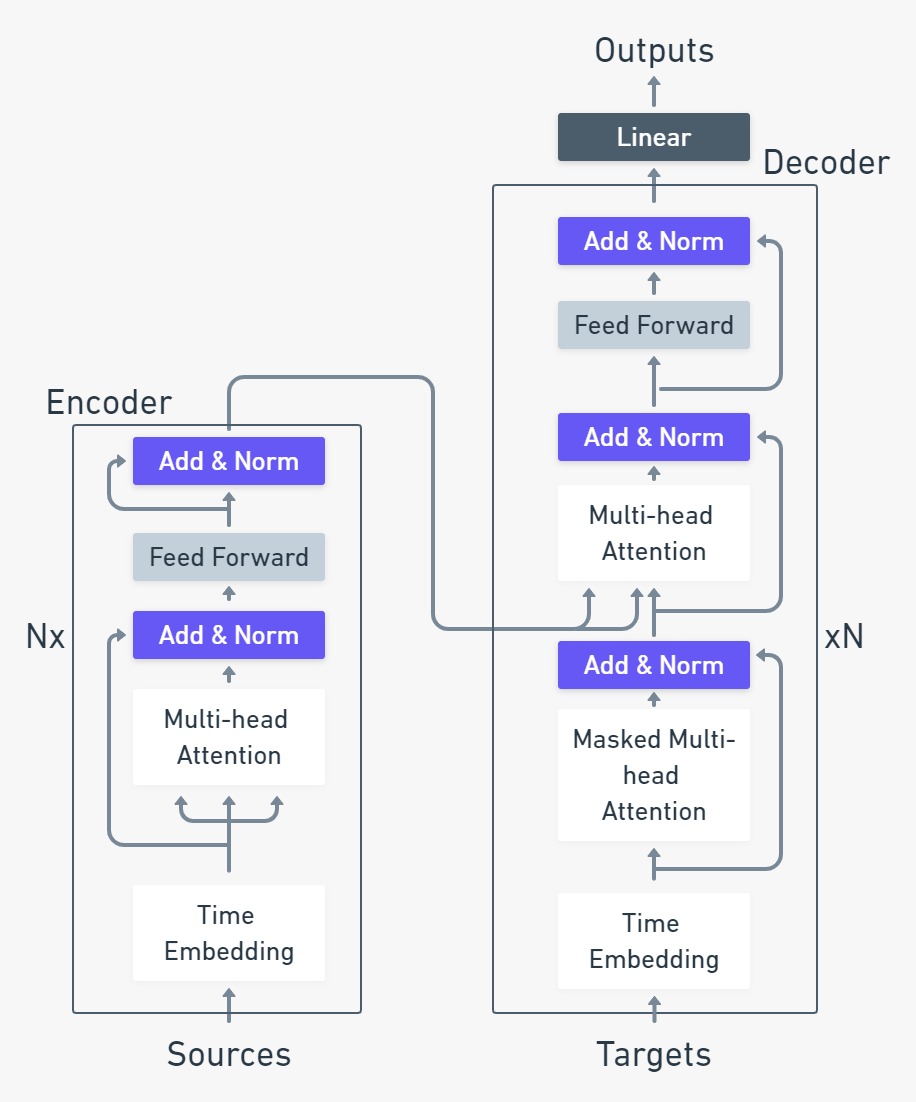 Outputs
Linear
Decoder
Add & Norm
Feed Forward
Add & Norm
Multi-head
Attention
Add & Norm
Masked Multi-
head
Attention
Time
Embedding
Targets
xN
Encoder
Add & Norm
Feed Forward
Add & Norm
Multi-head
Attention
Time
Embedding
Sources
Nx